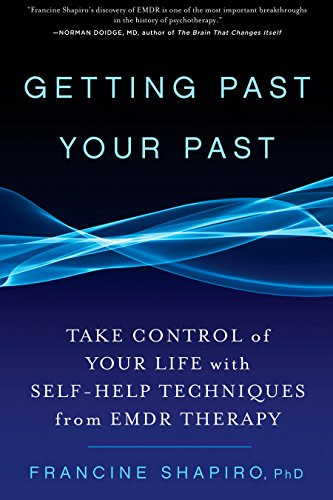 "Francine Shapiro's discovery of EMDR is one of the most important breakthroughs
in the history of psychotherapy."
—NORMAN DOIDGE, MD, author of The Brain That Changes Itself
GETTING PAST
YOUR PAST
TAKE CONTROL of
YOUR LIFE with
SELF-HELP TECHNIQUES
from EMDR THERAPY
FRANCINE SHAPIRO, PhD